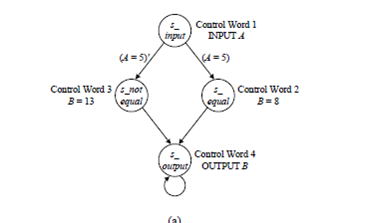 s_
input
Control Word 1
INPUT A
(A = 5)'
(A = 5)
Control Word 3
B = 13
s_not
equal
s_
equal
Control Word 2
B = 8
s_
output
Control Word 4
OUTPUT B
(a)